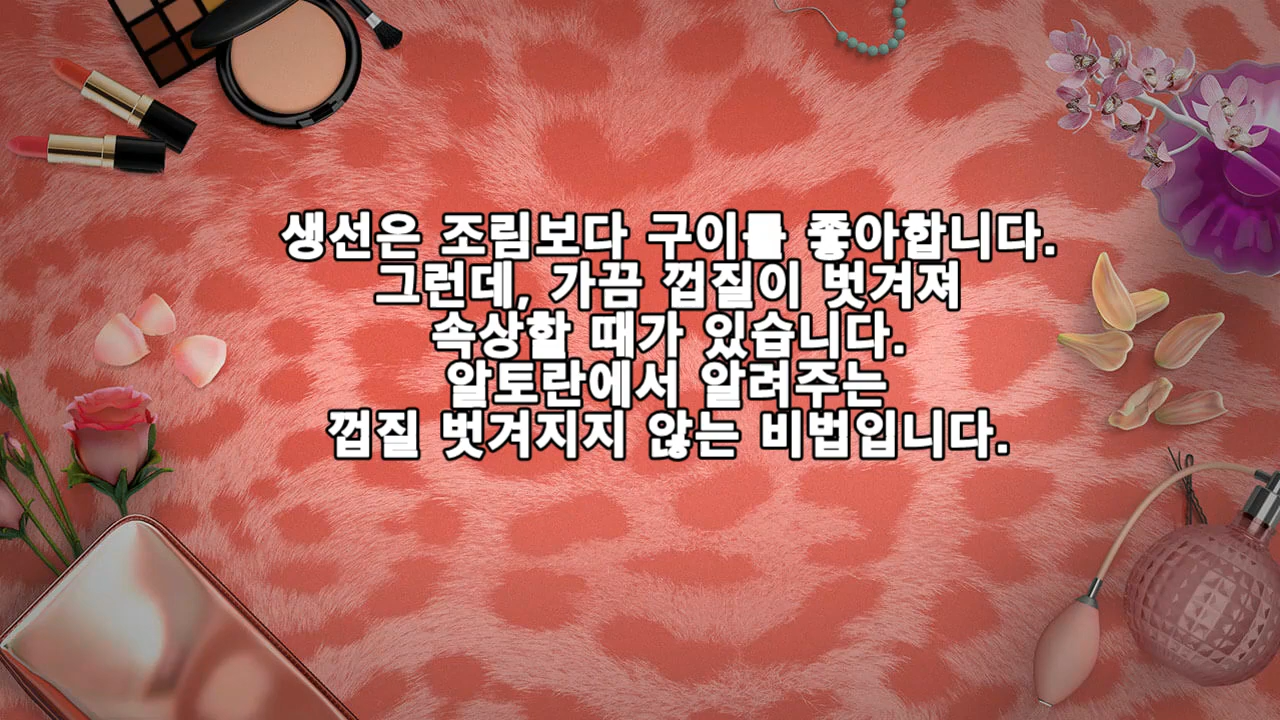 생선은 조림보다 구이를 좋아합니다.
그런데, 가끔 껍질이 벗겨져
속상할 때가 있습니다.
알토란에서 알려주는
껍질 벗겨지지 않는 비법입니다.